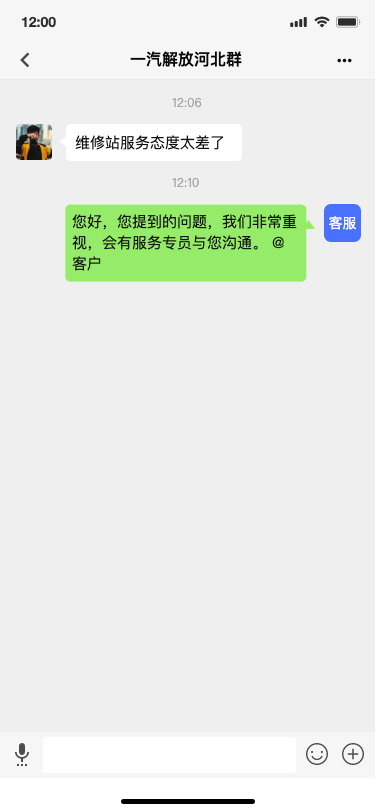 12:00
一汽解放河北群
12:06
维修站服务态度太差了
12:10
您好，您提到的问题，我们非常重
视，会有服务专员与您沟通。 @
客户
客服